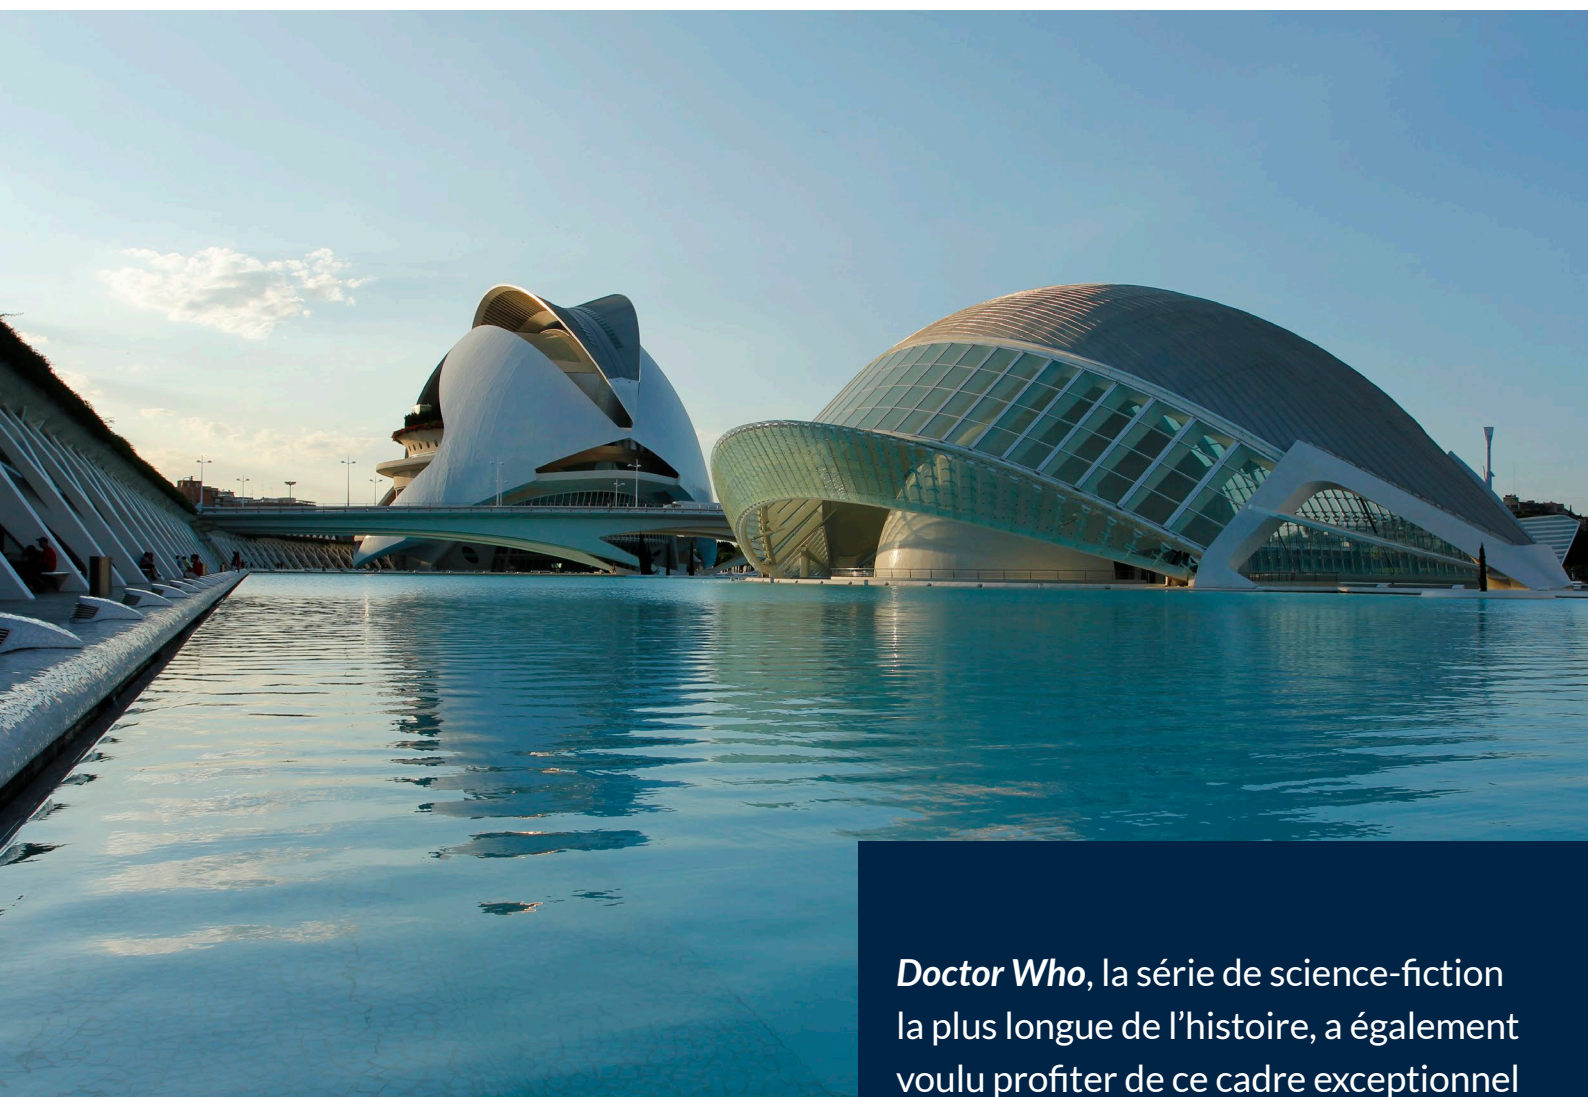 Doctor Who, la série de science-fiction
la plus longue de l’histoire, a également
voulu profiter de ce cadre exceptionnel